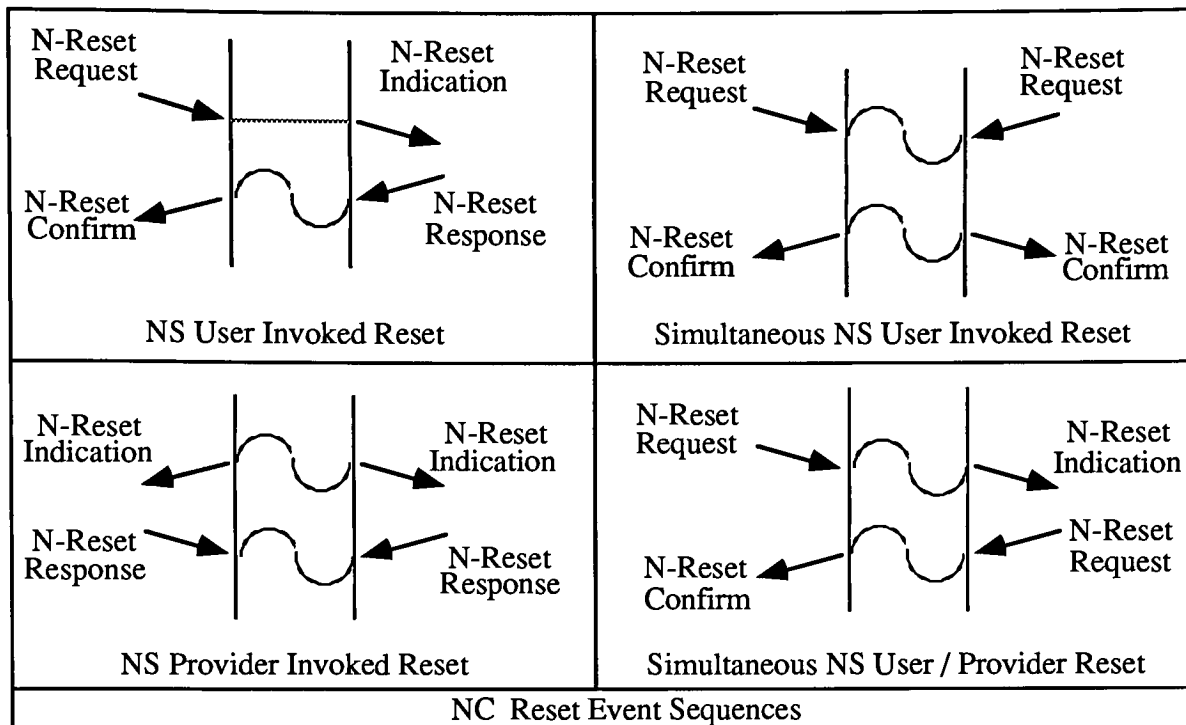 N-Reset
Request
N-Reset
Indication
N-Reset
Confirm
N-Reset
Response
NS User Invoked Reset
N-Reset
Request
N-Reset
Request
N-Reset
Confirm
N-Reset
Confirm
Simultaneous NS User Invoked Reset
N-Reset
Indication
N-Reset
Indication
N-Reset
Response
N-Reset
Response
NS Provider Invoked Reset
N-Reset
Request
N-Reset
Indication
N-Reset
Confirm
N-Reset
Request
Simultaneous NS User / Provider Reset
NC Reset Event Sequences